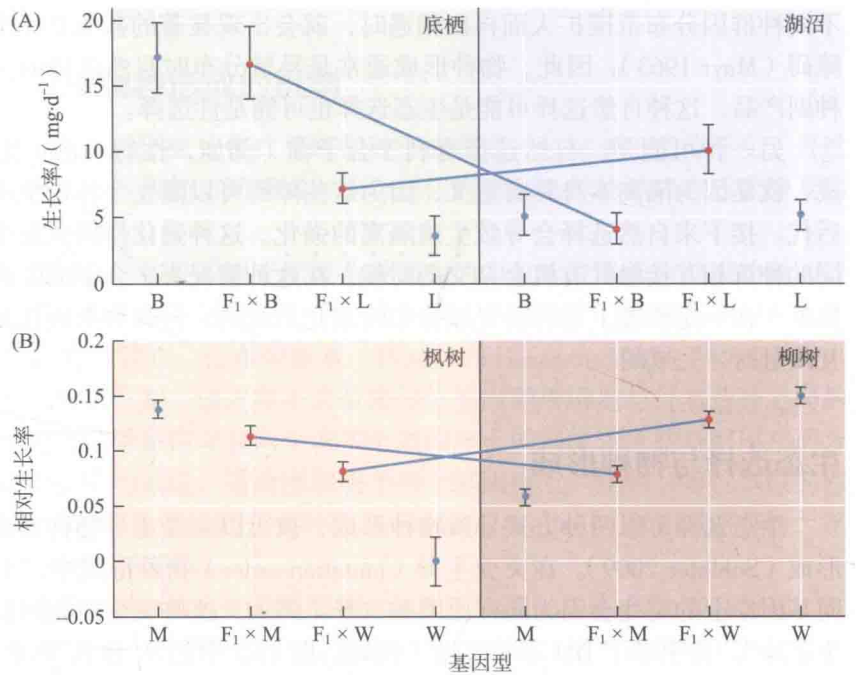 (A)
底栖
湖沼
20
15
10
5
0
生长率（mg·d⁻¹）
B
F₁ × B
F₁ × L
L
B
F₁ × B
F₁ × L
L
(B)
枫树
柳树
0.2
0.15
0.1
0.05
0
−0.05
相对生长率
M
F₁ × M
F₁ × W
W
M
F₁ × M
F₁ × W
W
基因型